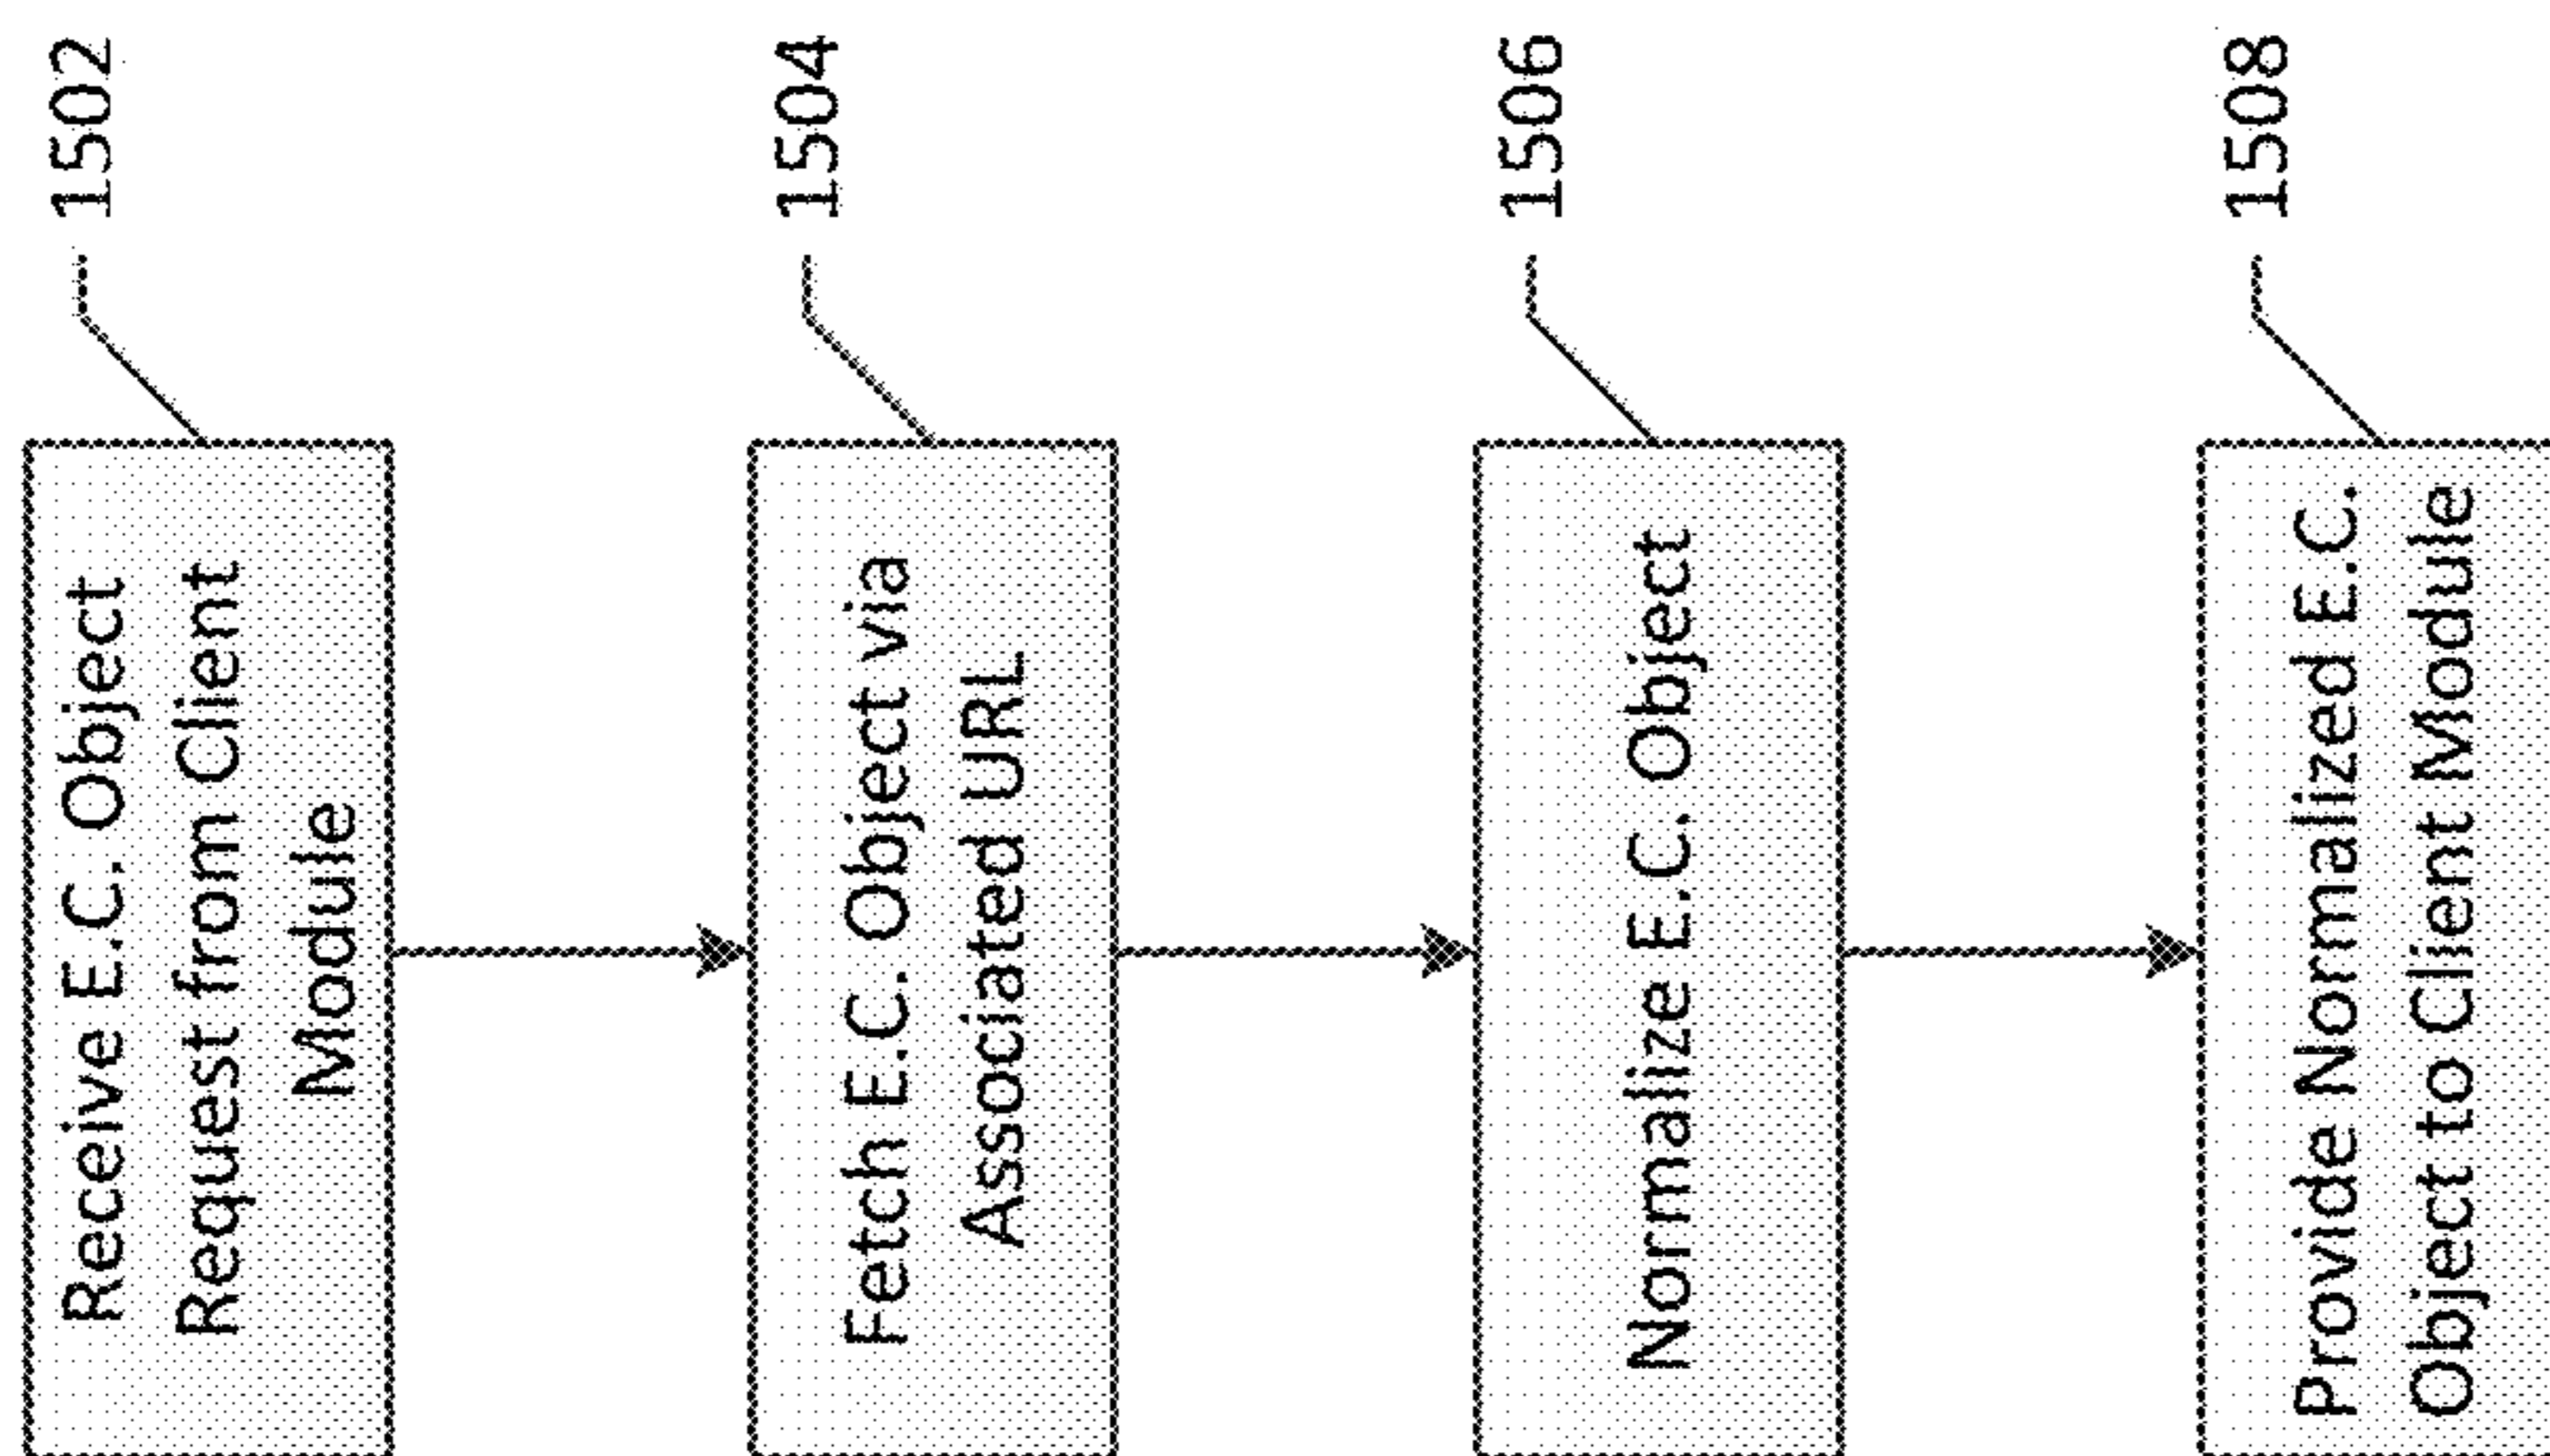 Receive E.C. Object
Request from Client
Module
1502
Fetch E.C. Object via
Associated URL
1504
Normalize E.C. Object
1506
Provide Normalized E.C.
Object to Client Module
1508